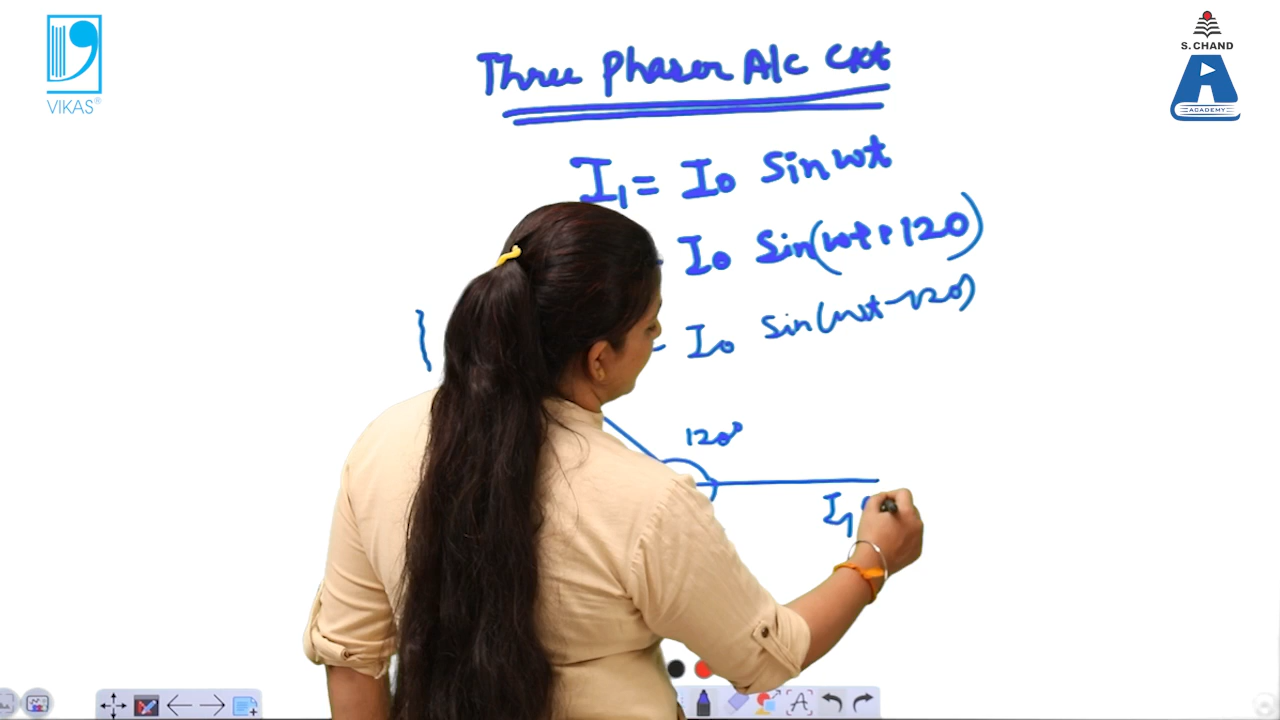 VIKAS®
S. CHAND
ACADEMY
Three Phaser A/c Ckt
I1 = I0 Sin wt
I0 Sin(wt+120)
= I0 Sin(wt-120)
120°
I1